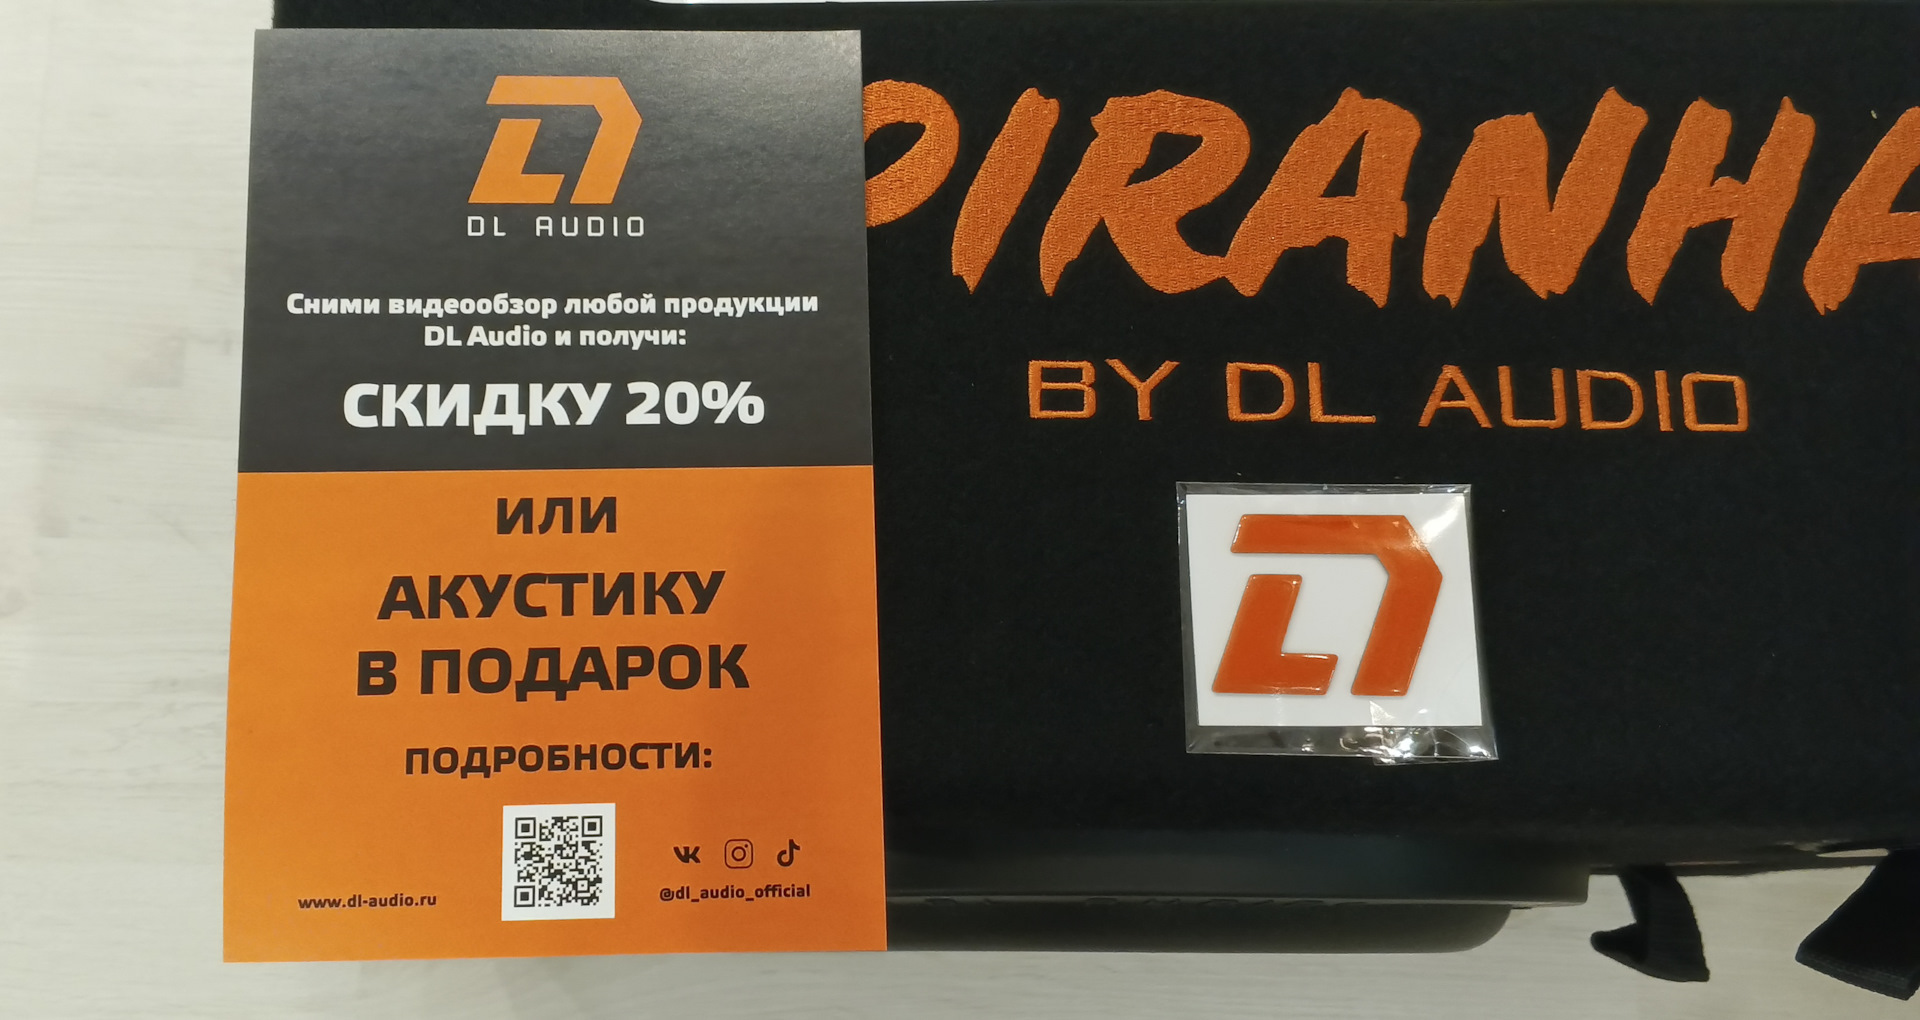 DL AUDIO
Сними видеообзор любой продукции
DL Audio и получи:
СКИДКУ 20%
ИЛИ
АКУСТИКУ
В ПОДАРОК
ПОДРОБНОСТИ:
www.dl-audio.ru
@dl_audio_official
PIRANHA
BY DL AUDIO